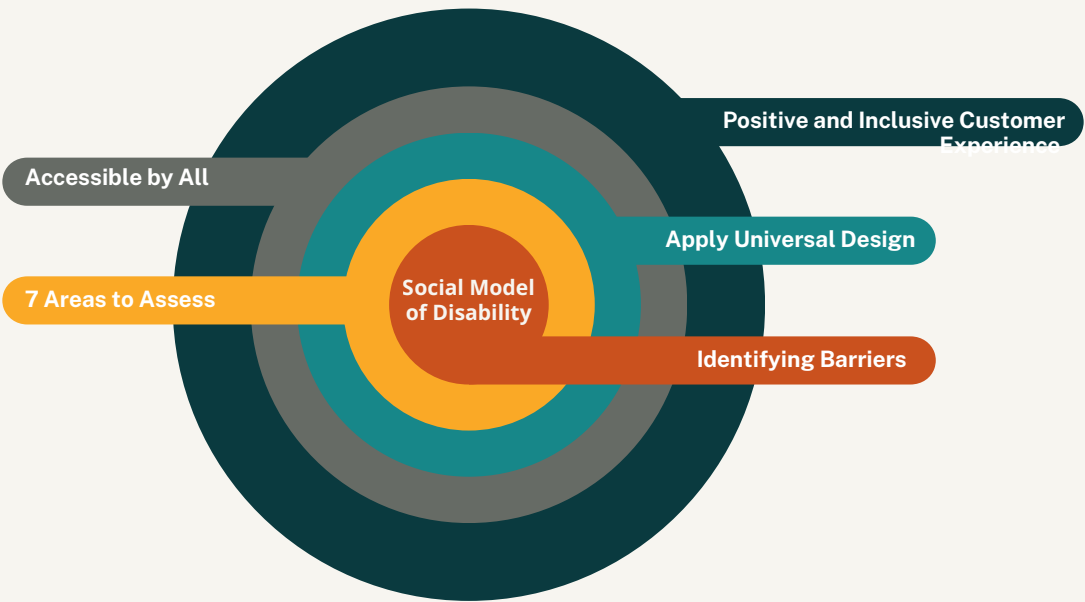 Positive and Inclusive Customer
Experience
Accessible by All
Apply Universal Design
7 Areas to Assess
Social Model
of Disability
Identifying Barriers